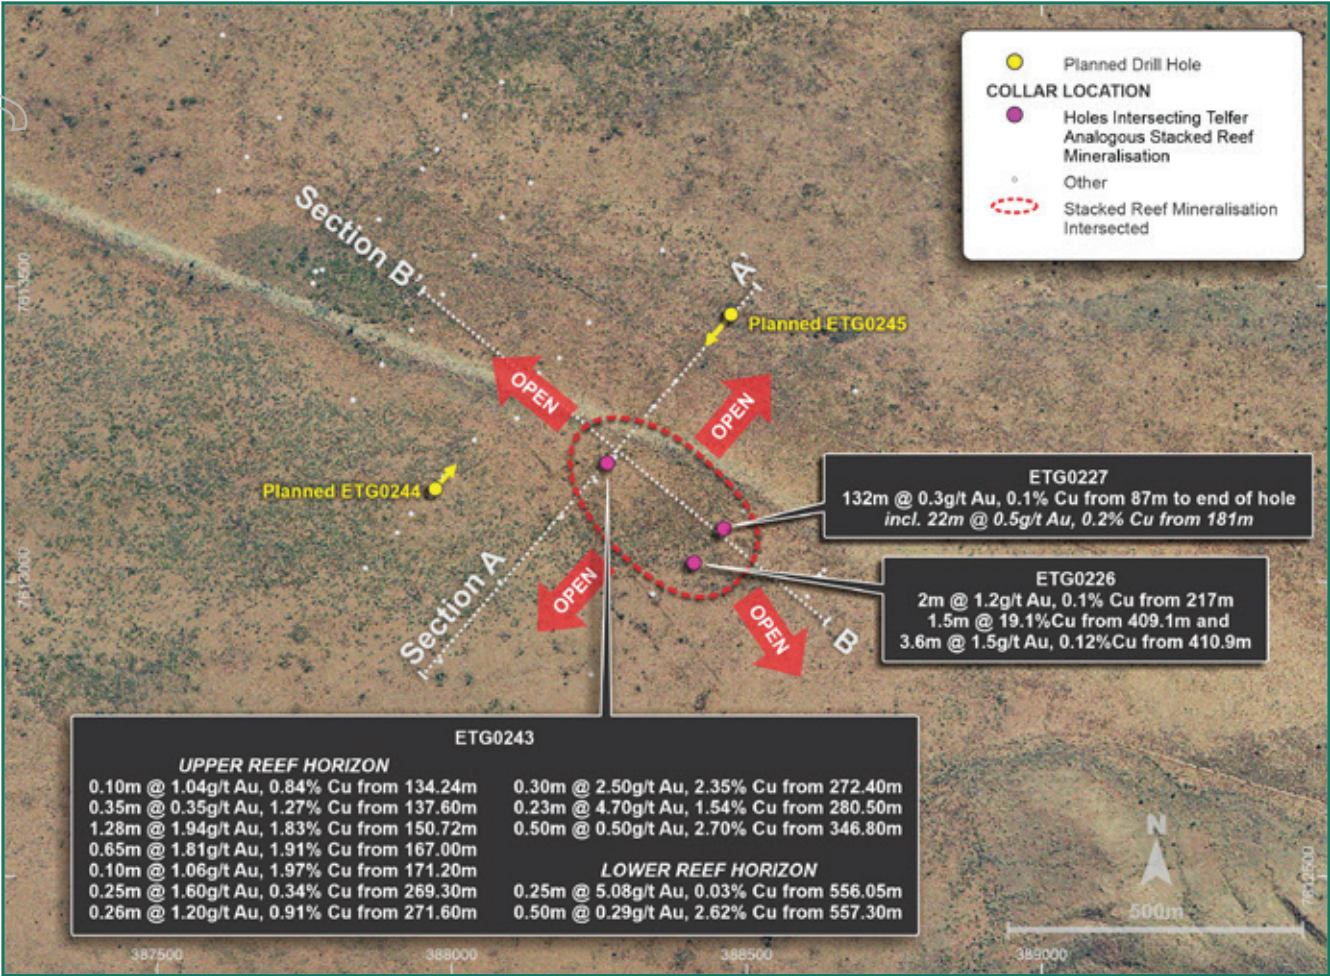 Planned Drill Hole
COLLAR LOCATION
Holes Intersecting Telfer
Analogous Stacked Reef
Mineralisation
Other
Stacked Reef Mineralisation
Intersected
Section B'
A'
Planned ETG0245
OPEN
OPEN
Planned ETG0244
ETG0227
132m @ 0.3g/t Au, 0.1% Cu from 87m to end of hole
incl. 22m @ 0.5g/t Au, 0.2% Cu from 181m
Section A
OPEN
OPEN
B
ETG0226
2m @ 1.2g/t Au, 0.1% Cu from 217m
1.5m @ 19.1%Cu from 409.1m and
3.6m @ 1.5g/t Au, 0.12%Cu from 410.9m
ETG0243
UPPER REEF HORIZON
0.10m @ 1.04g/t Au, 0.84% Cu from 134.24m
0.35m @ 0.35g/t Au, 1.27% Cu from 137.60m
1.28m @ 1.94g/t Au, 1.83% Cu from 150.72m
0.65m @ 1.81g/t Au, 1.91% Cu from 167.00m
0.10m @ 1.06g/t Au, 1.97% Cu from 171.20m
0.25m @ 1.60g/t Au, 0.34% Cu from 269.30m
0.26m @ 1.20g/t Au, 0.91% Cu from 271.60m
0.30m @ 2.50g/t Au, 2.35% Cu from 272.40m
0.23m @ 4.70g/t Au, 1.54% Cu from 280.50m
0.50m @ 0.50g/t Au, 2.70% Cu from 346.80m
LOWER REEF HORIZON
0.25m @ 5.08g/t Au, 0.03% Cu from 556.05m
0.50m @ 0.29g/t Au, 2.62% Cu from 557.30m
N
500m
7613500
7613000
7612500
387500
388000
388500
389000